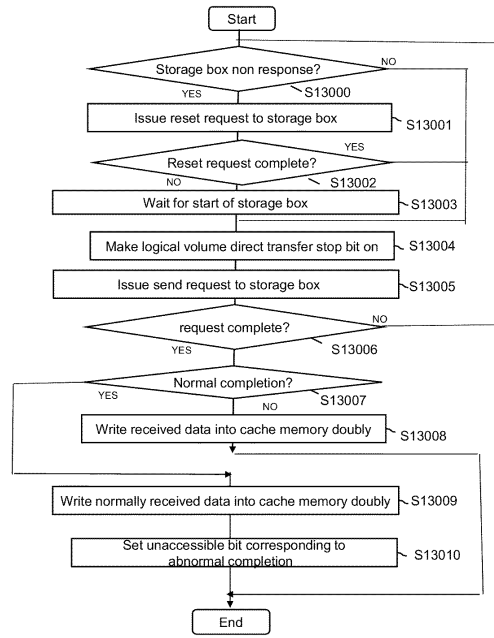 Start
Storage box non response?
NO
YES
S13000
Issue reset request to storage box
S13001
YES
Reset request complete?
NO
S13002
Wait for start of storage box
S13003
Make logical volume direct transfer stop bit on
S13004
Issue send request to storage box
S13005
NO
request complete?
YES
S13006
Normal completion?
YES
S13007
NO
Write received data into cache memory doubly
S13008
Write normally received data into cache memory doubly
S13009
Set unaccessible bit corresponding to
abnormal completion
S13010
End